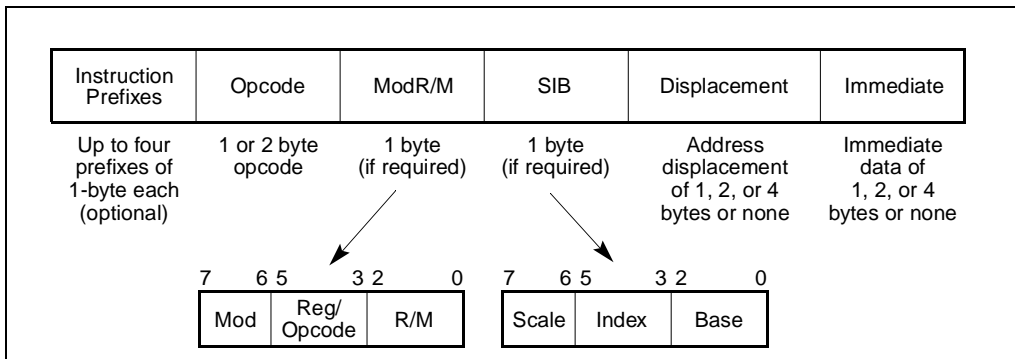 Instruction
Prefixes
Opcode
ModR/M
SIB
Displacement
Immediate
Up to four
prefixes of
1-byte each
(optional)
1 or 2 byte
opcode
1 byte
(if required)
1 byte
(if required)
Address
displacement
of 1, 2, or 4
bytes or none
Immediate
data of
1, 2, or 4
bytes or none
7 6 5 3 2 0
Mod
Reg/
Opcode
R/M
7 6 5 3 2 0
Scale
Index
Base